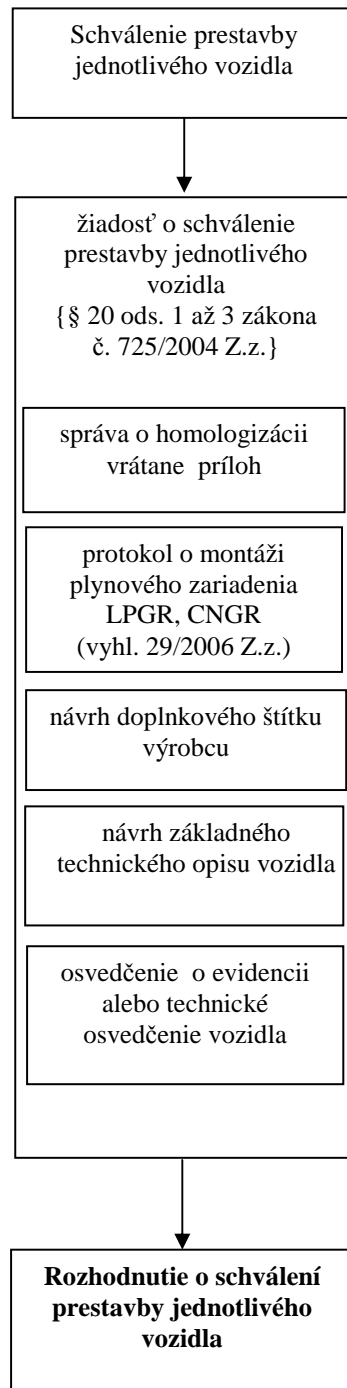 Schválenie prestavby
jednotlivého vozidla
žiadosť o schválenie
prestavby jednotlivého
vozidla
{§ 20 ods. 1 až 3 zákona
č. 725/2004 Z.z.}
správa o homologizácii
vrátane príloh
protokol o montáži
plynového zariadenia
LPGR, CNGR
(vyhl. 29/2006 Z.z.)
návrh doplnkového štítku
výrobcu
návrh základného
technického opisu vozidla
osvedčenie o evidencii
alebo technické
osvedčenie vozidla
Rozhodnutie o schválení
prestavby jednotlivého
vozidla